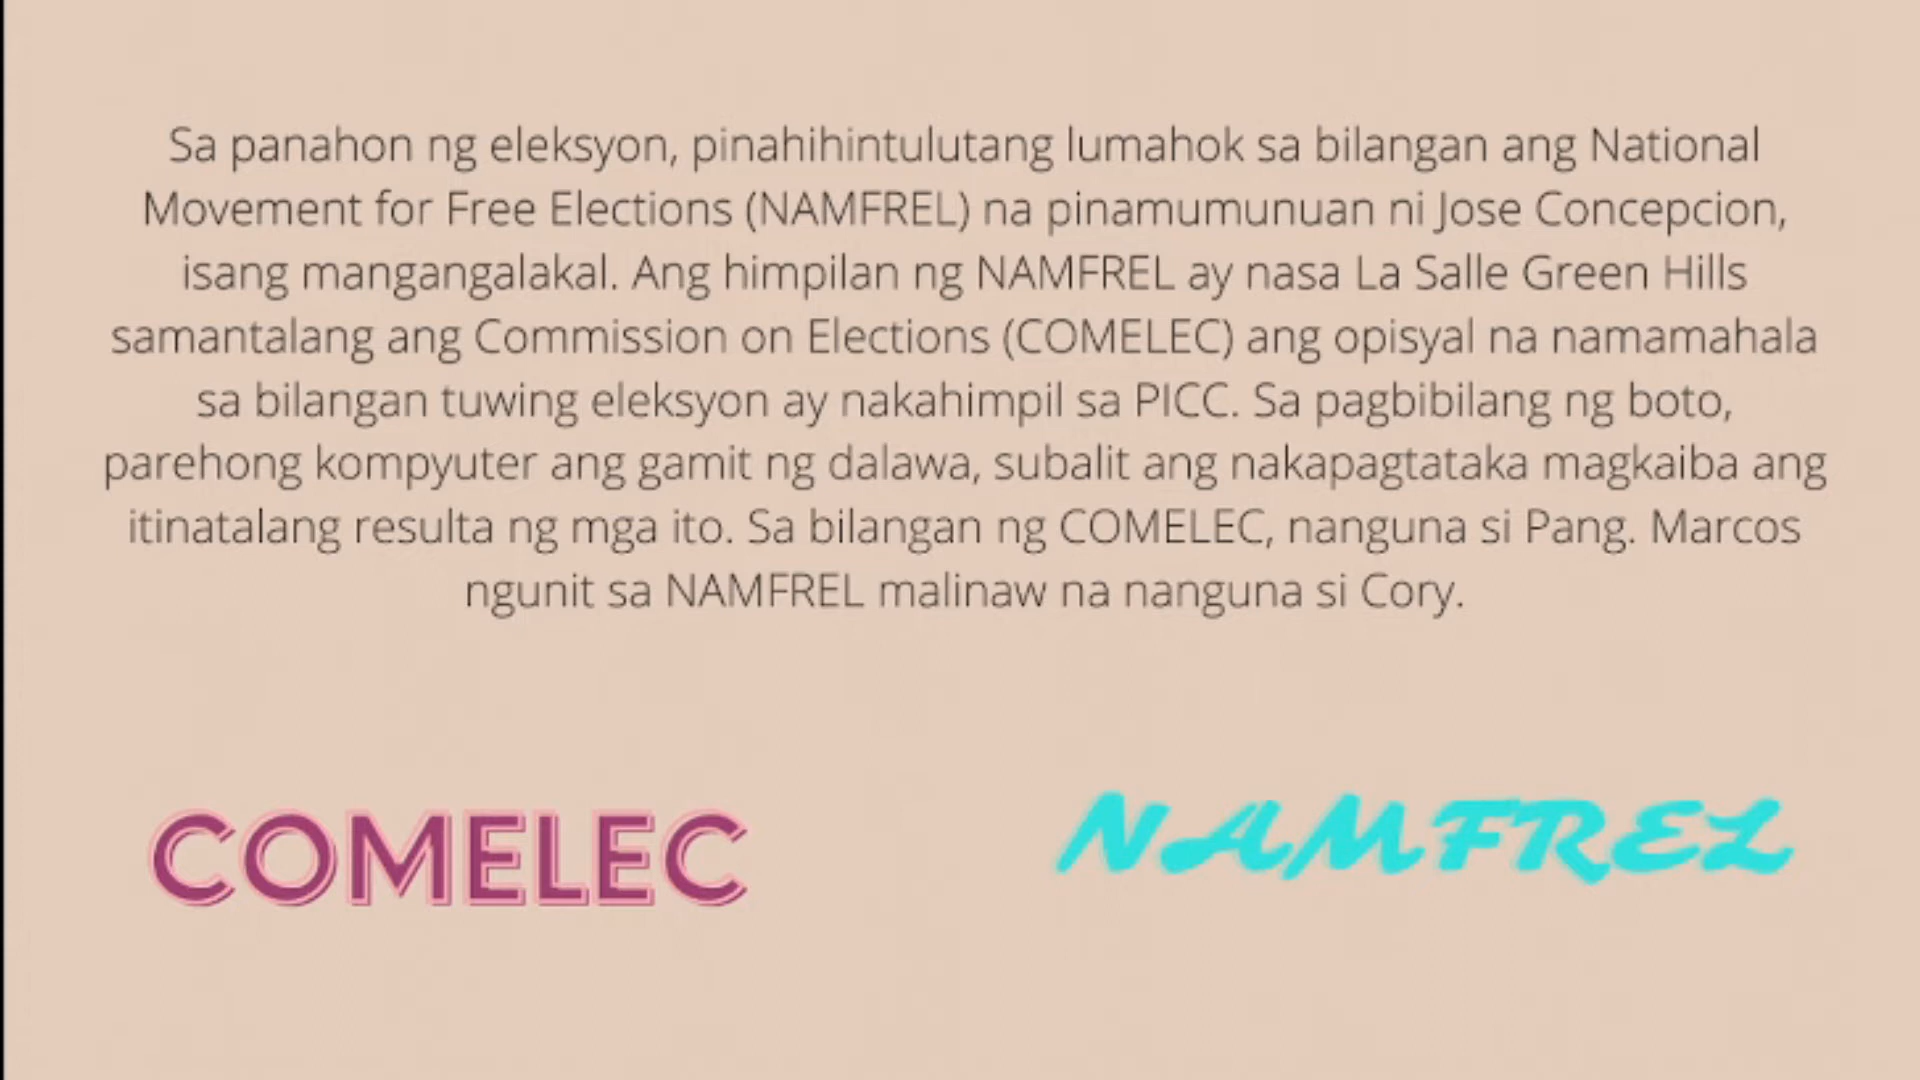 Sa panahon ng eleksyon, pinahihintulutang lumahok sa bilangan ang National
Movement for Free Elections (NAMFREL) na pinamumunuan ni Jose Concepcion,
isang mangangalakal. Ang himpilan ng NAMFREL ay nasa La Salle Green Hills
samantalang ang Commission on Elections (COMELEC) ang opisyal na namamahala
sa bilangan tuwing eleksyon ay nakahimpil sa PICC. Sa pagbibilang ng boto,
parehong kompyuter ang gamit ng dalawa, subalit ang nakapagtataka magkaiba ang
itinatalang resulta ng mga ito. Sa bilangan ng COMELEC, nanguna si Pang. Marcos
ngunit sa NAMFREL malinaw na nanguna si Cory.
COMELEC
NAMFREL